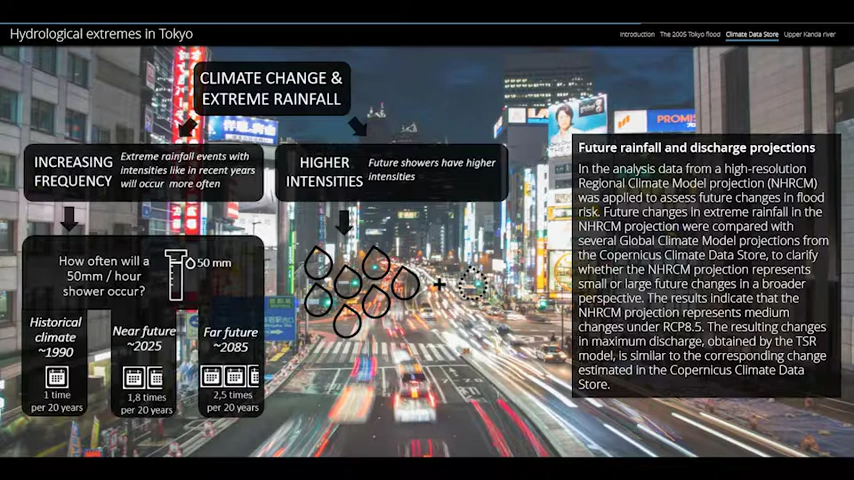 Hydrological extremes in Tokyo
Introduction The 2005 Tokyo flood Climate Data Store Upper Kanda river
CLIMATE CHANGE &
EXTREME RAINFALL
INCREASING
FREQUENCY
Extreme rainfall events with
intensities like in recent years
will occur more often
HIGHER
INTENSITIES
Future showers have higher
intensities
How often will a
50mm / hour
shower occur?
50 mm
Historical
climate
~1990
1 time
per 20 years
Near future
~2025
1,8 times
per 20 years
Far future
~2085
2,5 times
per 20 years
+
PROMIS
Future rainfall and discharge projections
In the analysis data from a high-resolution
Regional Climate Model projection (NHRCM)
was applied to assess future changes in flood
risk. Future changes in extreme rainfall in the
NHRCM projection were compared with
several Global Climate Model projections from
the Copernicus Climate Data Store, to clarify
whether the NHRCM projection represents
small or large future changes in a broader
perspective. The results indicate that the
NHRCM projection represents medium
changes under RCP8.5. The resulting changes
in maximum discharge, obtained by the TSR
model, is similar to the corresponding change
estimated in the Copernicus Climate Data
Store.